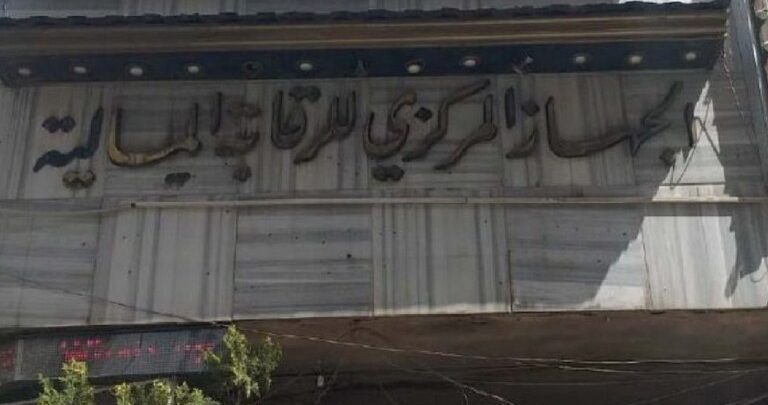 الجهاز المركزي للرقابة المالية